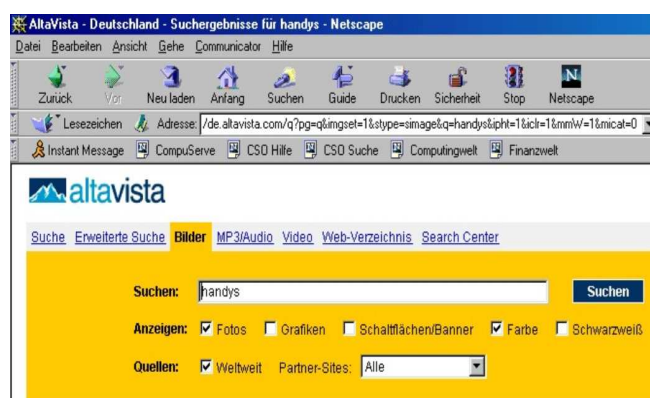 AltaVista - Deutschland - Suchergebnisse für handys - Netscape
Datei Bearbeiten Ansicht Gehe Communicator Hilfe
Zurück Vor Neu laden Anfang Suchen Guide Drucken Sicherheit Stop Netscape
Lesezeichen Adresse: /de.altavista.com/q?pg=q&imgset=1&stype=simage&q=handys&ipht=1&iclr=1&mmW=1&micat=0
Instant Message CompuServe CSO Hilfe CSO Suche Computingwelt Finanzwelt
altavista
Suche Erweiterte Suche Bilder MP3/Audio Video Web-Verzeichnis Search Center
Suchen: handys Suchen
Anzeigen: Fotos Grafiken Schaltflächen/Banner Farbe Schwarzweiß
Quellen: Weltweit Partner-Sites: Alle